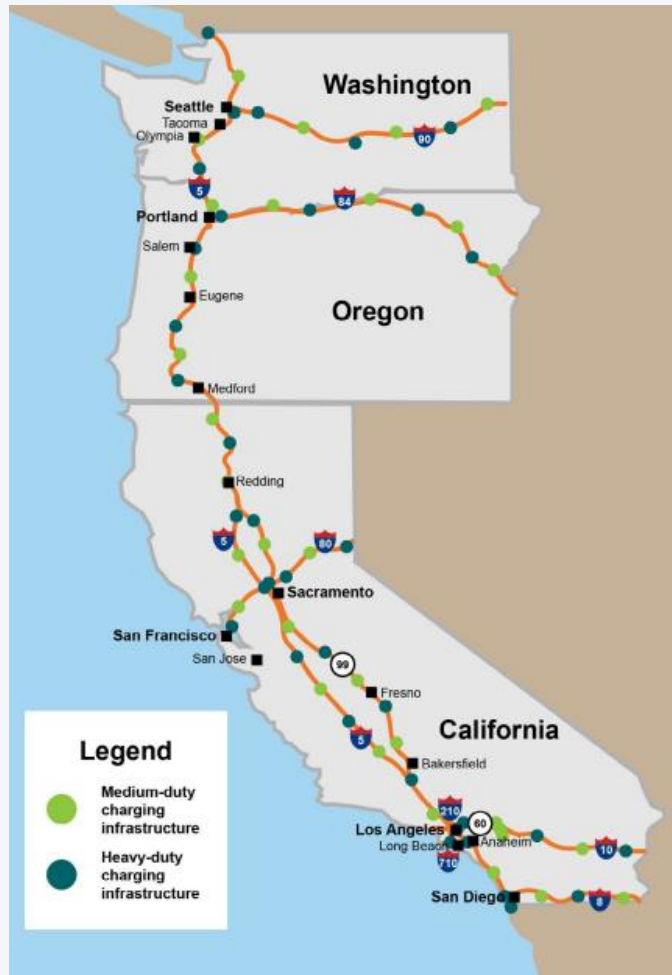 Washington
Seattle
Tacoma
Olympia
90
5
84
Portland
Salem
Eugene
Oregon
Medford
Redding
5
80
Sacramento
San Francisco
99
San Jose
Fresno
California
5
Legend
Medium-duty
charging
infrastructure
Heavy-duty
charging
infrastructure
Bakersfield
210
60
Los Angeles
Anaheim
Long Beach
710
10
San Diego
8